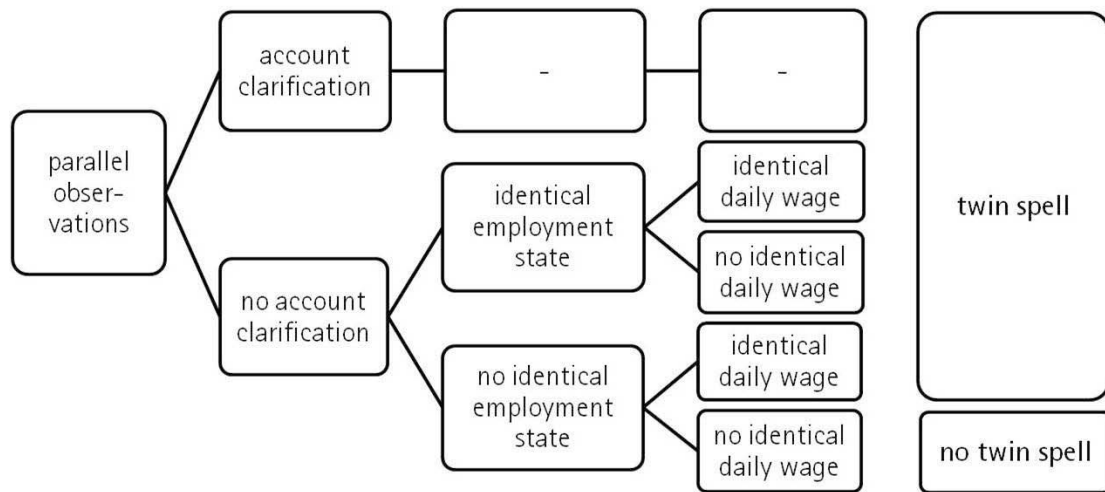 parallel
obser-
vations
account
clarification
no account
clarification
-
identical
employment
state
no identical
employment
state
-
identical
daily wage
no identical
daily wage
identical
daily wage
no identical
daily wage
twin spell
no twin spell